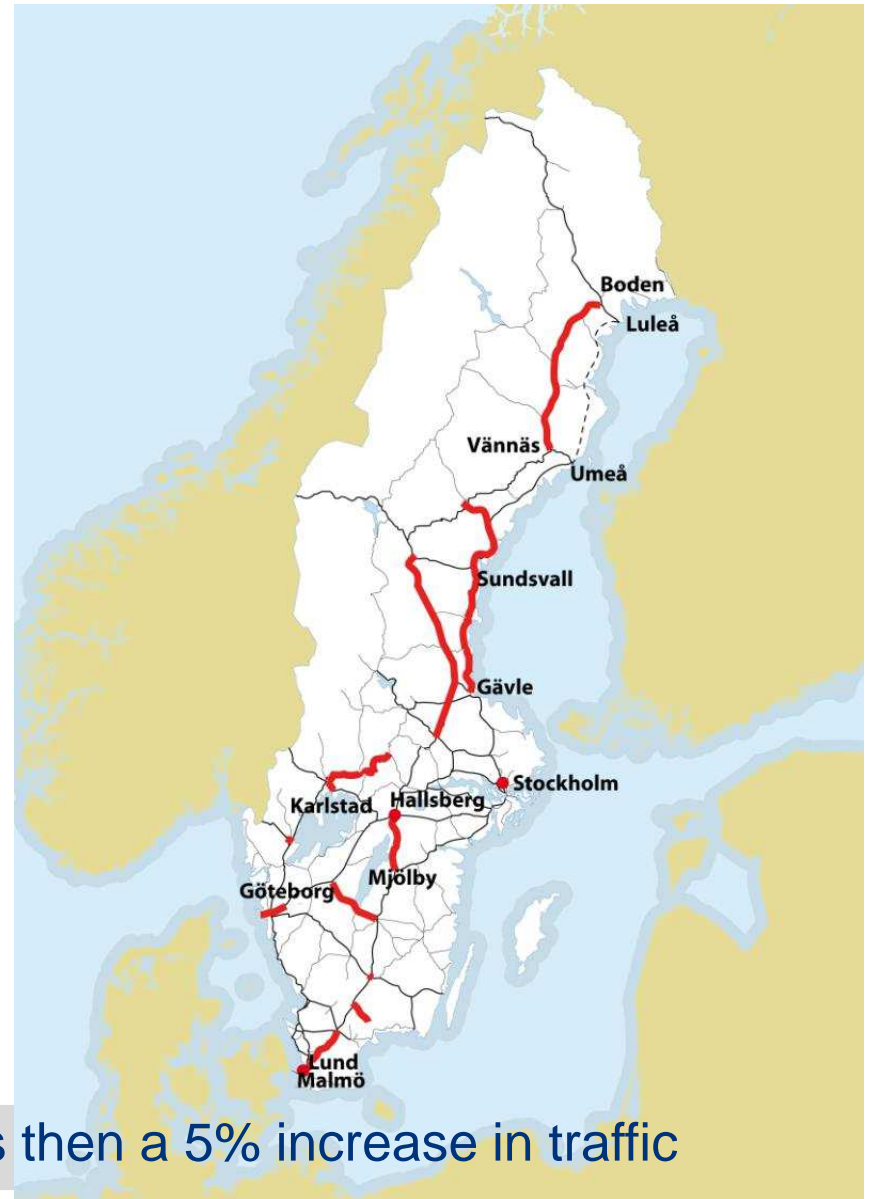 Boden
Luleå
Vännäs
Umeå
Sundsvall
Gävle
Stockholm
Karlstad
Hallsberg
Mjölby
Göteborg
Lund
Malmö
then a 5% increase in traffic